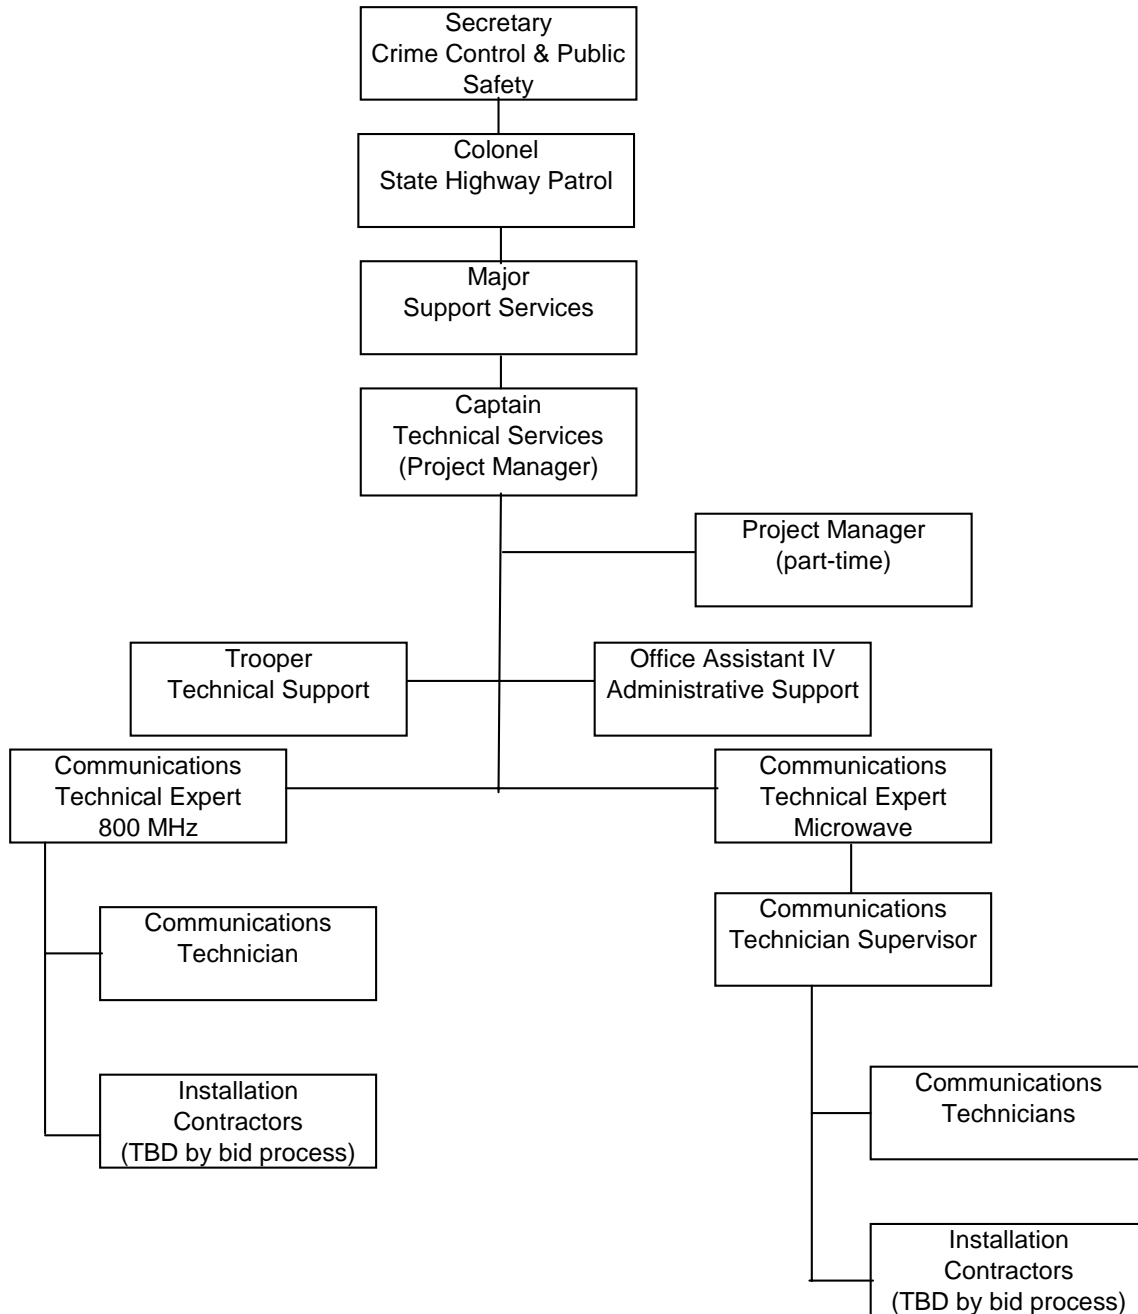 Secretary
Crime Control & Public
Safety
Colonel
State Highway Patrol
Major
Support Services
Captain
Technical Services
(Project Manager)
Project Manager
(part-time)
Trooper
Technical Support
Office Assistant IV
Administrative Support
Communications
Technical Expert
800 MHz
Communications
Technical Expert
Microwave
Communications
Technician
Communications
Technician Supervisor
Installation
Contractors
(TBD by bid process)
Communications
Technicians
Installation
Contractors
(TBD by bid process)